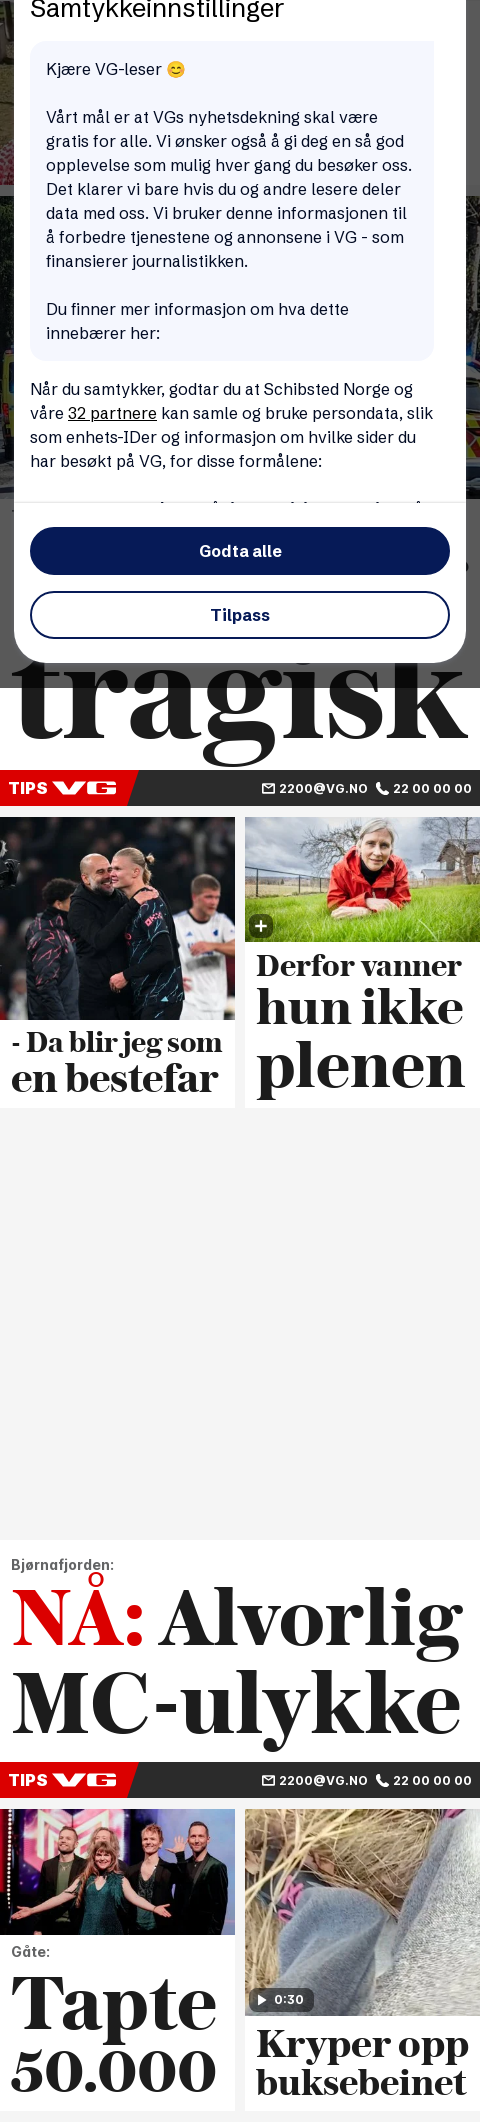 Samtykkeinnstillinger
Kjære VG-leser 😊
Vårt mål er at VGs nyhetsdekning skal være
gratis for alle. Vi ønsker også å gi deg en så god
opplevelse som mulig hver gang du besøker oss.
Det klarer vi bare hvis du og andre lesere deler
data med oss. Vi bruker denne informasjonen til
å forbedre tjenestene og annonsene i VG - som
finansierer journalistikken.
Du finner mer informasjon om hva dette
innebærer her:
Når du samtykker, godtar du at Schibsted Norge og
våre 32 partnere kan samle og bruke persondata, slik
som enhets-IDer og informasjon om hvilke sider du
har besøkt på VG, for disse formålene:
Godta alle
Tilpass
tragisk
TIPS VG 2200@VG.NO 22 00 00 00
- Da blir jeg som
en bestefar
Derfor vanner
hun ikke
plenen
Bjørnafjorden:
NÅ: Alvorlig
MC-ulykke
TIPS VG 2200@VG.NO 22 00 00 00
Gåte:
Tapte
50.000
0:30
Kryper opp
buksebeinet